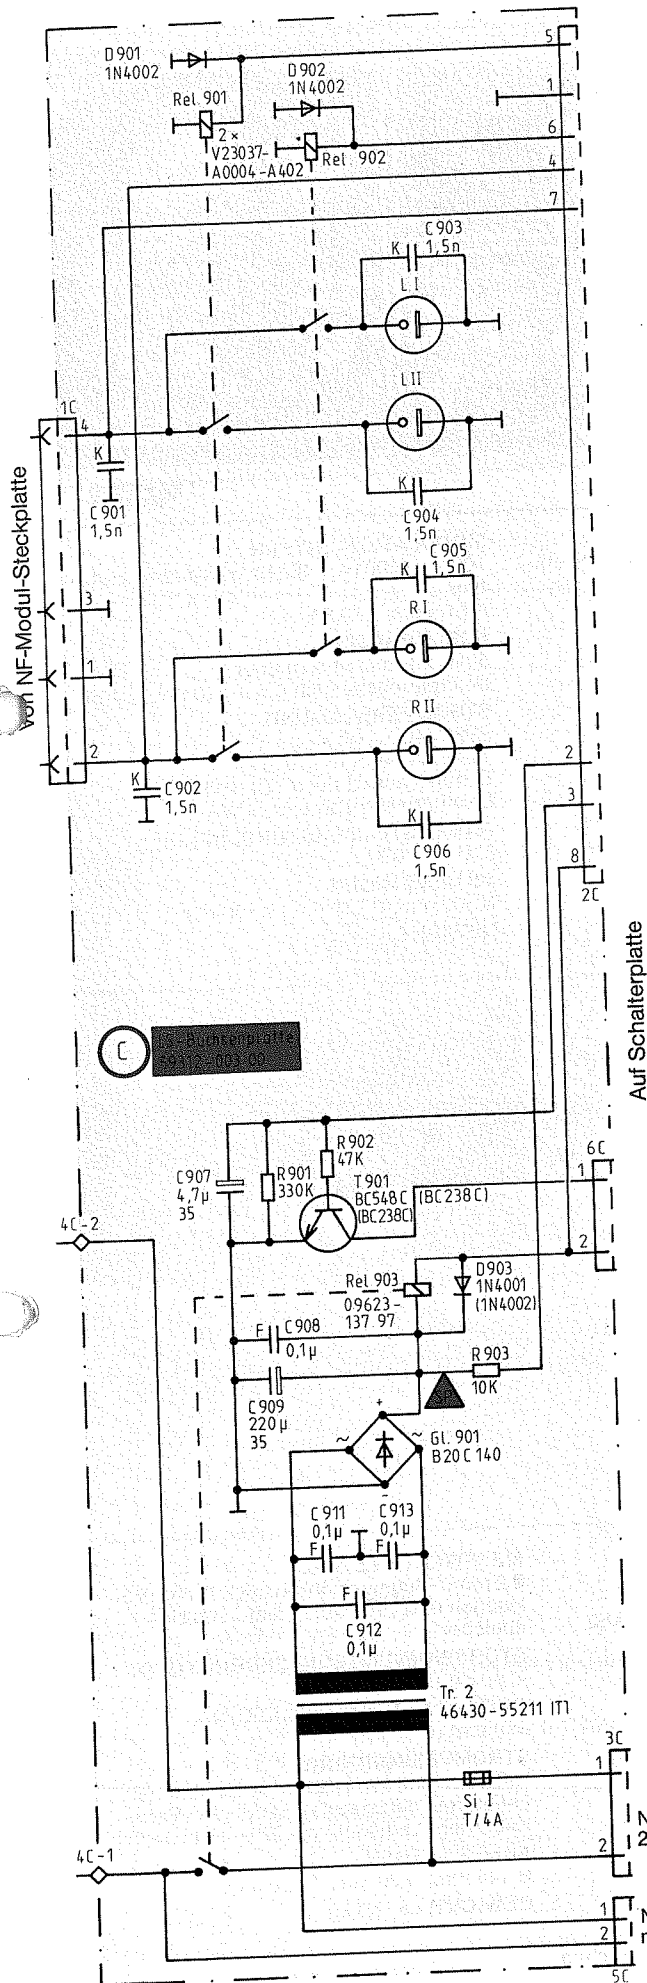 D901
1N4002
5
D902
1N4002
1
Rel. 901
2×
V23037-
A0004-A402
Rel. 902
6
4
7
C903
K
1,5n
L I
L II
1C
4
K
C901
1,5n
K
C904
1,5n
C905
K
1,5n
3
R I
1
R II
von NF-Modul-Steckplatte
2
K
C902
1,5n
K
C906
1,5n
2
3
8
2C
Auf Schalterplatte
C
LS-Buchsenplatte
R902
47K
C907
4,7µ
35
R901
330K
T901
BC548C (BC238C)
(BC238C)
6C
1
4C-2
2
Rel. 903
09623-
137 97
D903
1N4001
(1N4002)
F
C908
0,1µ
R903
10K
C909
220µ
35
+
~
~
Gl. 901
B20C140
-
C911
0,1µ
C913
0,1µ
F
F
F
C912
0,1µ
Tr. 2
46430-55211 (T)
3C
1
Si I
T/4A
N
2
4C-1
2
1
2
N
5C